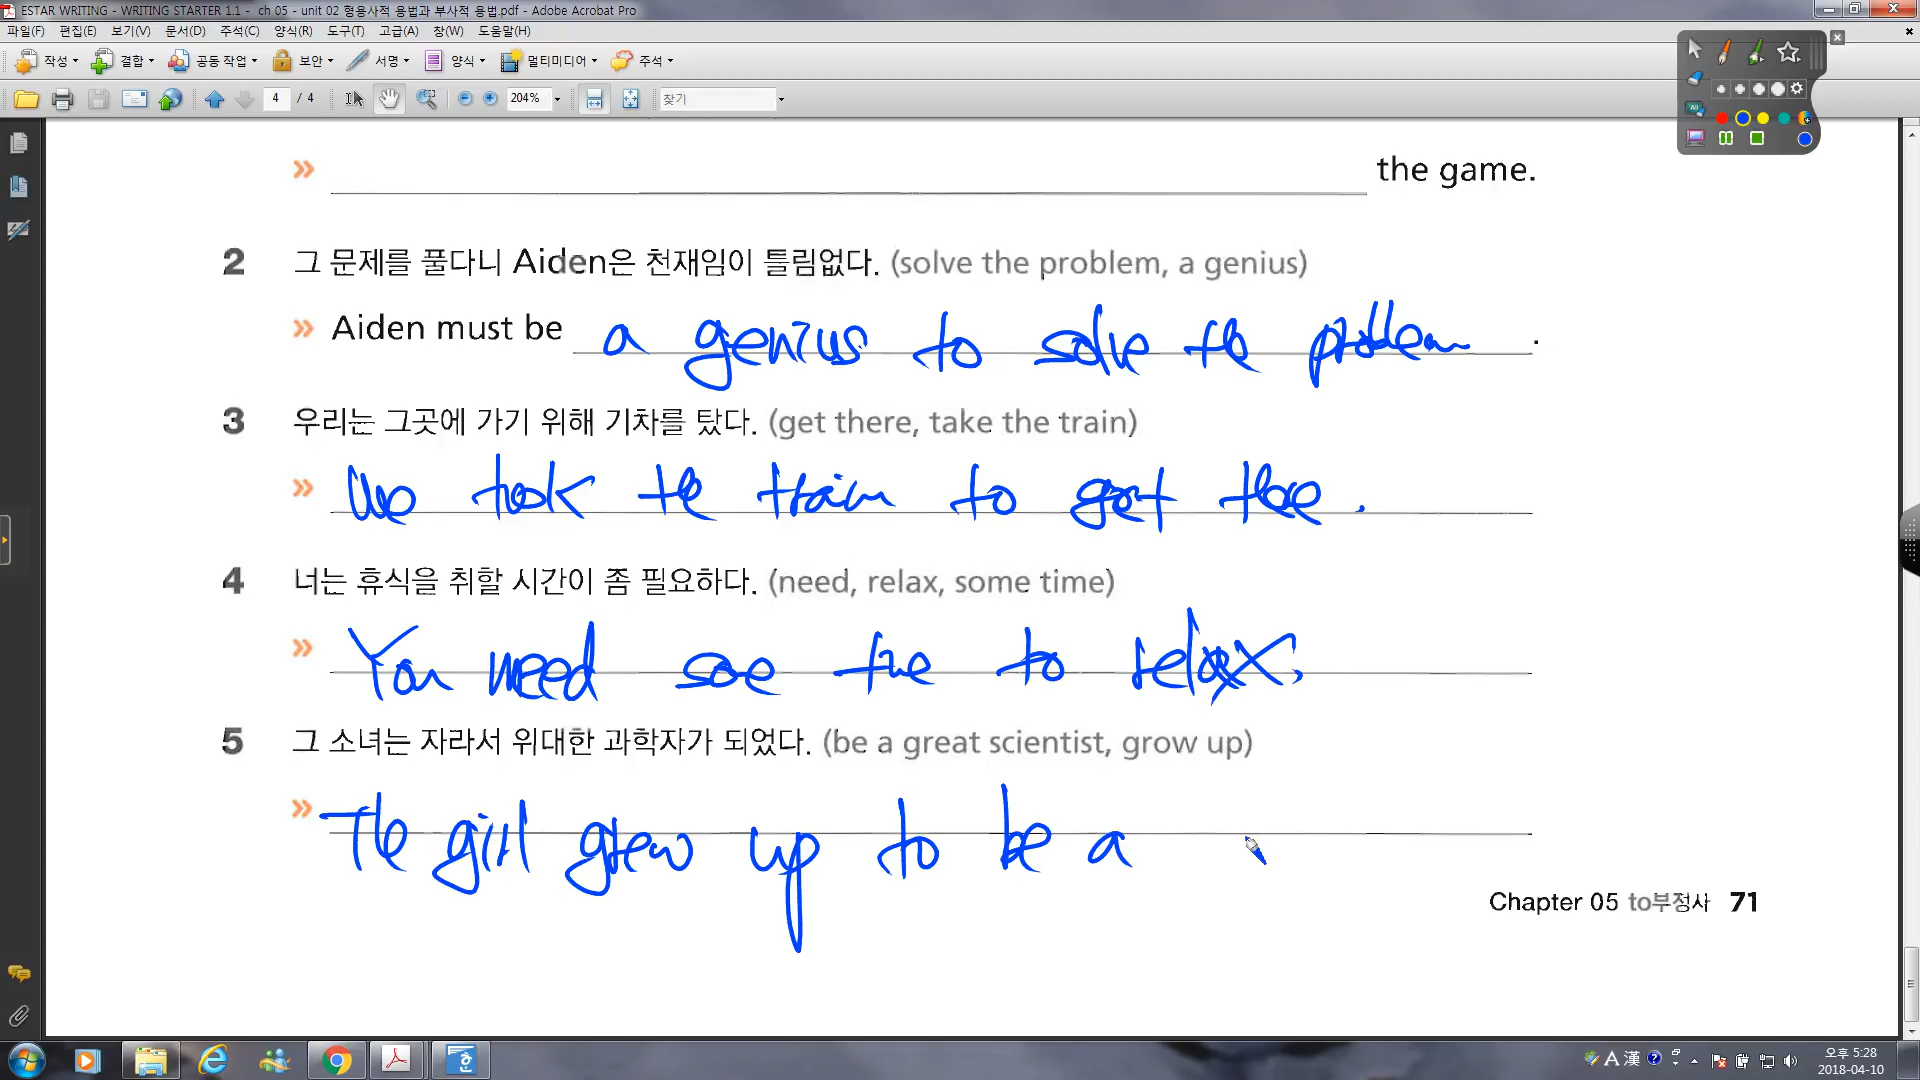 ESTAR WRITING - WRITING STARTER 1.1 - ch 05 - unit 02 형용사적 용법과 부사적 용법.pdf - Adobe Acrobat Pro
파일(F) 편집(E) 보기(V) 문서(D) 주석(C) 양식(R) 도구(T) 고급(A) 창(W) 도움말(H)
작성 결합 공동 작업 보안 서명 양식 멀티미디어 주석
4 / 4 204% 찾기
» the game.
2 그 문제를 풀다니 Aiden은 천재임이 틀림없다. (solve the problem, a genius)
» Aiden must be a genius to solve the problem .
3 우리는 그곳에 가기 위해 기차를 탔다. (get there, take the train)
» We took the train to get there.
4 너는 휴식을 취할 시간이 좀 필요하다. (need, relax, some time)
» You need some time to relax.
5 그 소녀는 자라서 위대한 과학자가 되었다. (be a great scientist, grow up)
» The girl grew up to be a
Chapter 05 to부정사 71
A 漢 오후 5:28
2018-04-10